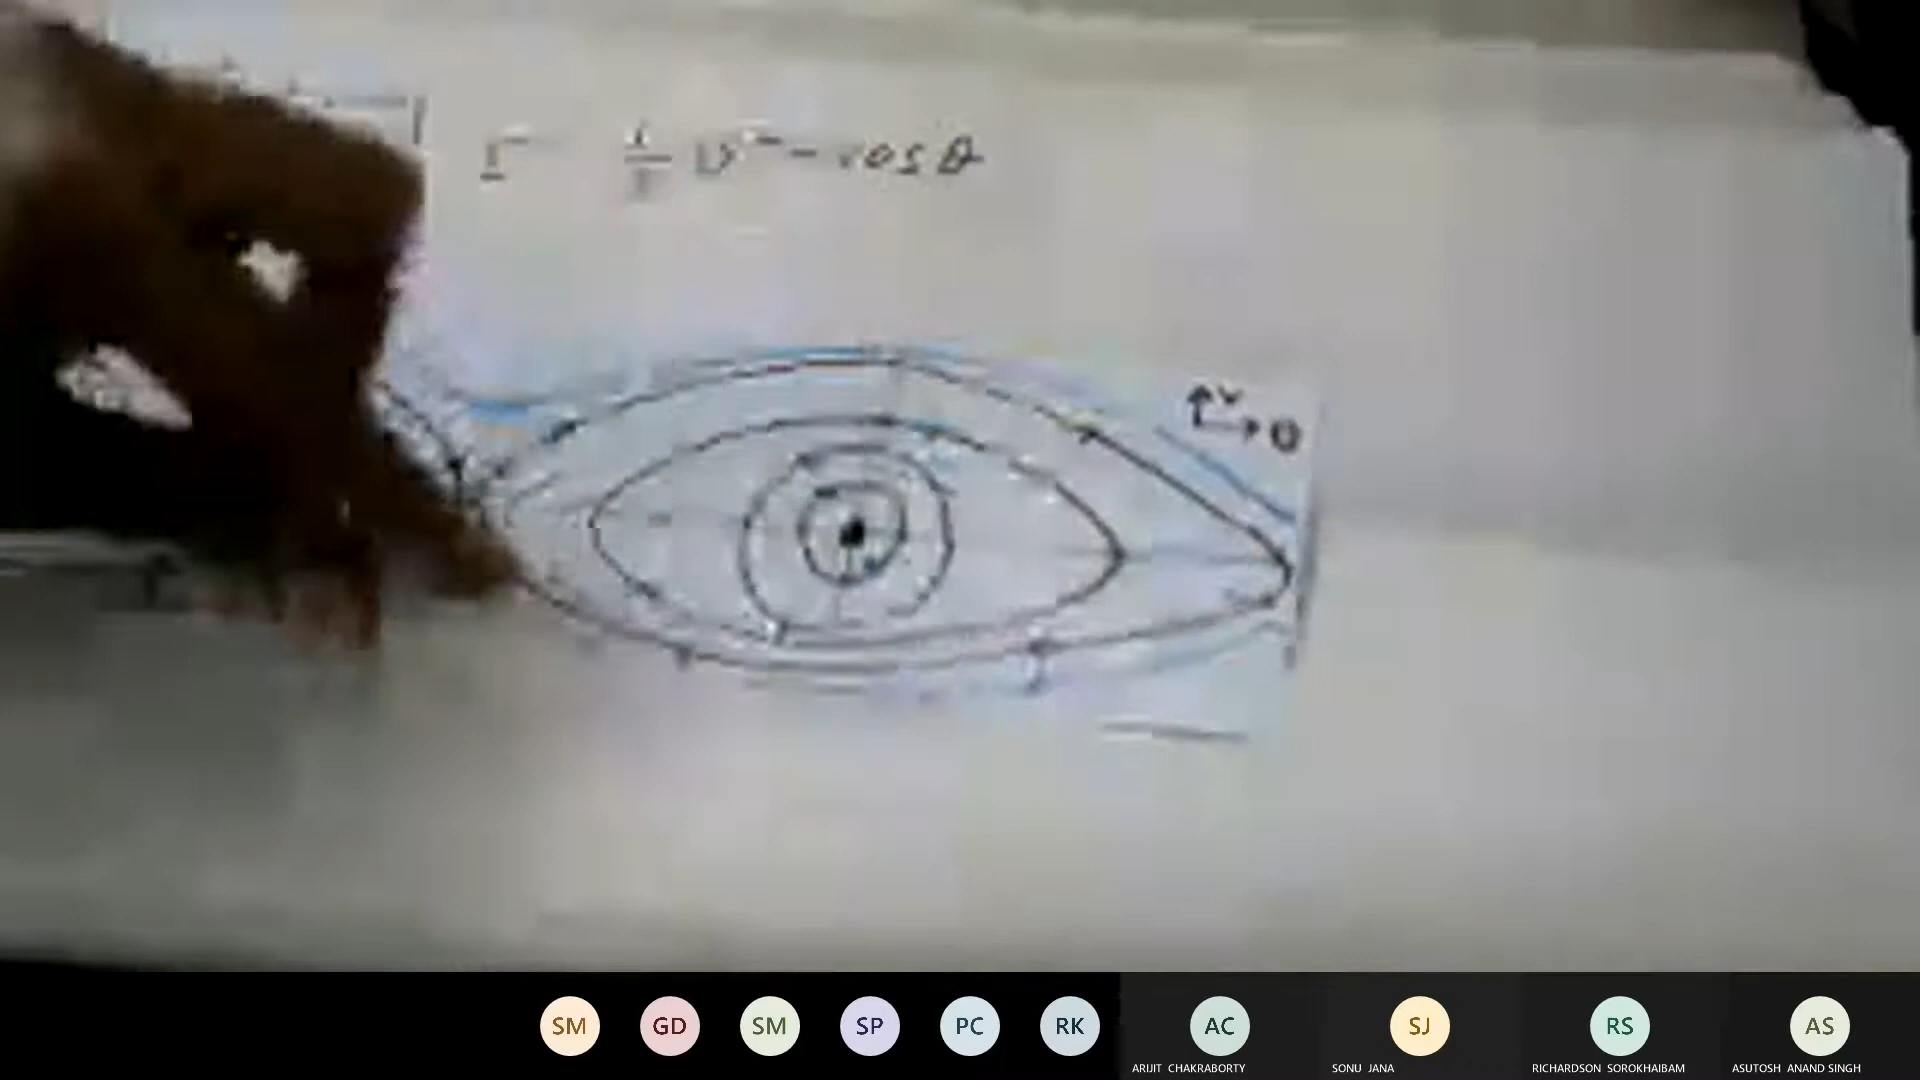 E = 1/2 v² - cos θ
v
θ
SM GD SM SP PC RK AC SJ RS AS
ARIJIT CHAKRABORTY SONU JANA RICHARDSON SOROKHAIBAM ASUTOSH ANAND SINGH